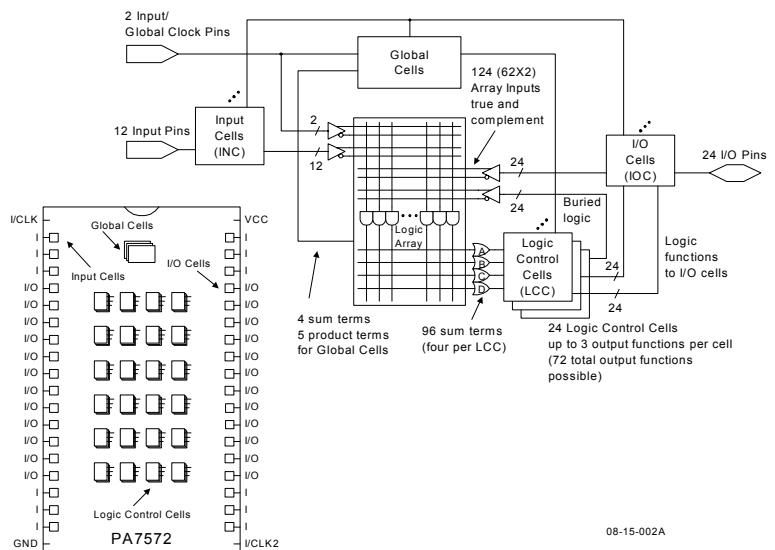 2 Input/
Global Clock Pins
Global
Cells
124 (62X2)
Array Inputs
true and
complement
12 Input Pins
Input
Cells
(INC)
2
12
24
24
I/O
Cells
(IOC)
24 I/O Pins
Buried
logic
Logic
Array
A
B
C
D
Logic
Control
Cells
(LCC)
24
24
Logic
functions
to I/O cells
4 sum terms
5 product terms
for Global Cells
96 sum terms
(four per LCC)
24 Logic Control Cells
up to 3 output functions per cell
(72 total output functions
possible)
I/CLK
I
I
I
I/O
I/O
I/O
I/O
I/O
I/O
I/O
I/O
I/O
I/O
I/O
I/O
I
I
I
GND
Global Cells
Input Cells
I/O Cells
Logic Control Cells
PA7572
VCC
I
I
I
I/O
I/O
I/O
I/O
I/O
I/O
I/O
I/O
I/O
I/O
I/O
I/O
I
I
I
I/CLK2
08-15-002A